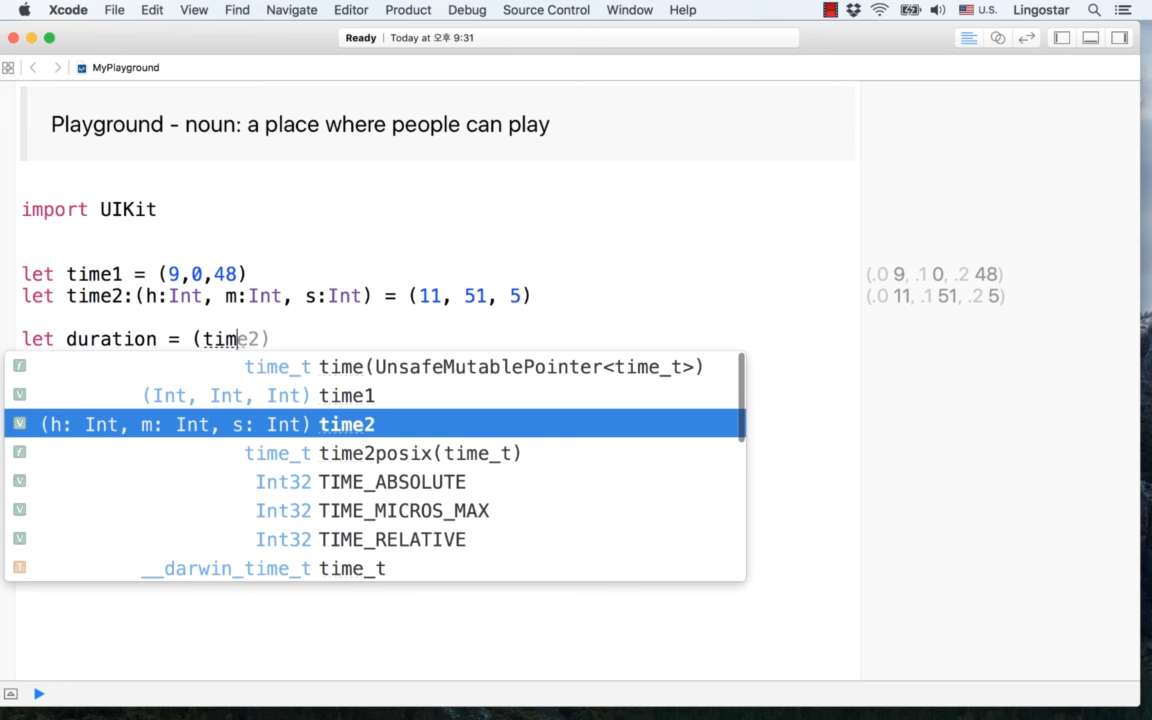 Xcode File Edit View Find Navigate Editor Product Debug Source Control Window Help U.S. Lingostar
Ready | Today at 오후 9:31
MyPlayground
Playground - noun: a place where people can play
import UIKit
let time1 = (9,0,48)
(.0 9, .1 0, .2 48)
let time2:(h:Int, m:Int, s:Int) = (11, 51, 5)
(.0 11, .1 51, .2 5)
let duration = (time2)
f time_t time(UnsafeMutablePointer<time_t>)
V (Int, Int, Int) time1
V (h: Int, m: Int, s: Int) time2
f time_t time2posix(time_t)
V Int32 TIME_ABSOLUTE
V Int32 TIME_MICROS_MAX
V Int32 TIME_RELATIVE
T __darwin_time_t time_t